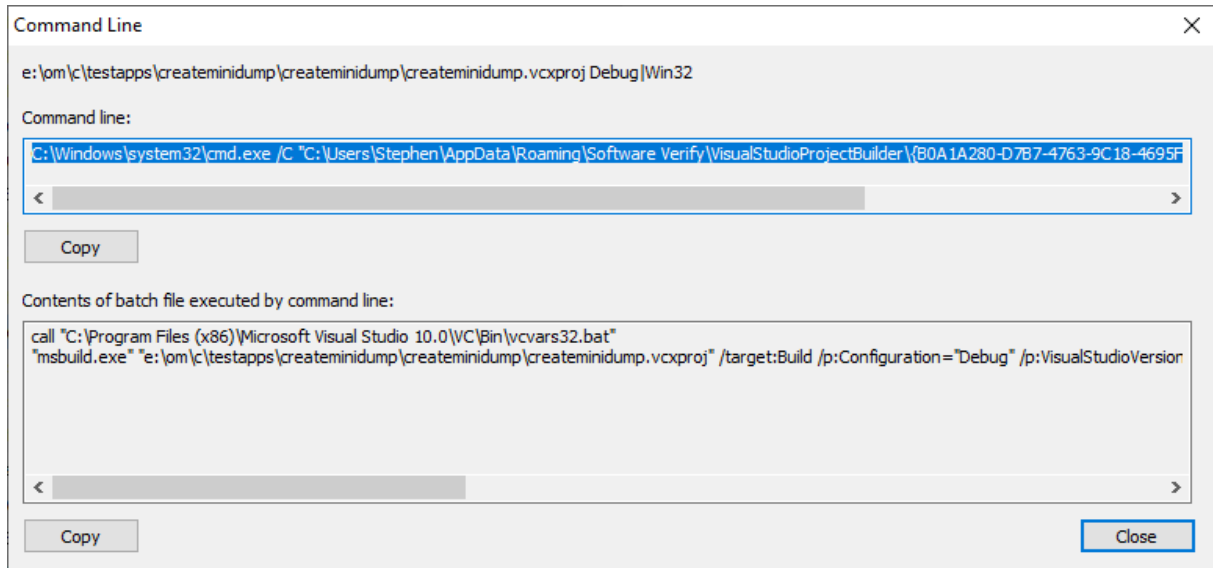 Command Line
e:\om\c\testapps\createminidump\createminidump\createminidump.vcxproj Debug|Win32
Command line:
C:\Windows\system32\cmd.exe /C "C:\Users\Stephen\AppData\Roaming\Software Verify\VisualStudioProjectBuilder\{B0A1A280-D7B7-4763-9C18-4695F
Copy
Contents of batch file executed by command line:
call "C:\Program Files (x86)\Microsoft Visual Studio 10.0\VC\Bin\vcvars32.bat"
"msbuild.exe" "e:\om\c\testapps\createminidump\createminidump\createminidump.vcxproj" /target:Build /p:Configuration="Debug" /p:VisualStudioVersion
Copy
Close